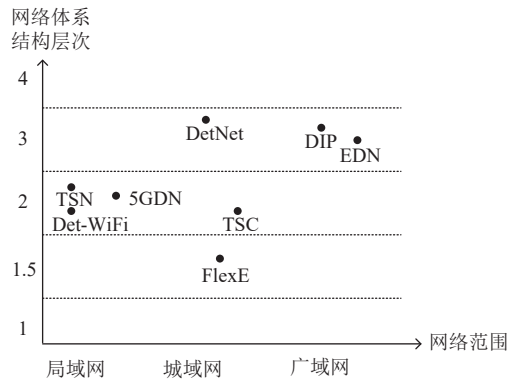 网络体系
结构层次
4
3
DetNet
DIP
EDN
2
TSN
5GDN
Det-WiFi
TSC
1.5
FlexE
1
网络范围
局域网
城域网
广域网